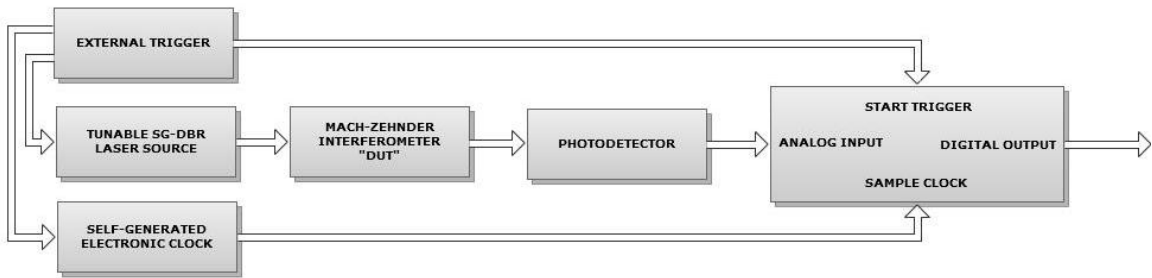 EXTERNAL TRIGGER
START TRIGGER
TUNABLE SG-DBR
LASER SOURCE
MACH-ZEHNDER
INTERFEROMETER
"DUT"
PHOTODETECTOR
ANALOG INPUT
DIGITAL OUTPUT
SAMPLE CLOCK
SELF-GENERATED
ELECTRONIC CLOCK